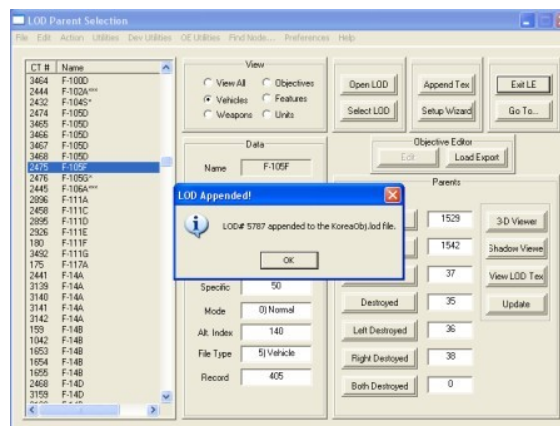 LOD Parent Selection
File Edit Action Utilities Dev Utilities OE Utilities Find Node.... Preferences Help
CT # Name
3464 F-100D
2444 F-102A***
2432 F-104S*
2474 F-105D
3465 F-105D
3466 F-105D
3467 F-105D
3468 F-105D
2475 F-105F
2476 F-105G*
2445 F-106A***
2896 F-111A
2458 F-111C
2895 F-111D
2926 F-111E
180 F-111F
3492 F-111G
175 F-117A
2441 F-14A
3139 F-14A
3140 F-14A
3141 F-14A
3142 F-14A
159 F-14B
1042 F-14B
1653 F-14B
1654 F-14B
1655 F-14B
2468 F-14D
3159 F-14D
View
View All Objectives
Vehicles Features
Weapons Units
Open LOD
Select LOD
Append Tex
Setup Wizard
Exit LE
Go To...
Data
Name F-105F
Objective Editor
Edit Load Export
Parents
LOD Appended!
LOD# 5787 appended to the KoreaObj.lod file.
OK
1529
1542
37
Specific 50
Mode 0) Normal
Alt. Index 140
File Type 5) Vehicle
Record 405
Destroyed 35
Left Destroyed 36
Right Destroyed 38
Both Destroyed 0
3-D Viewer
Shadow Viewe
View LOD Tex
Update